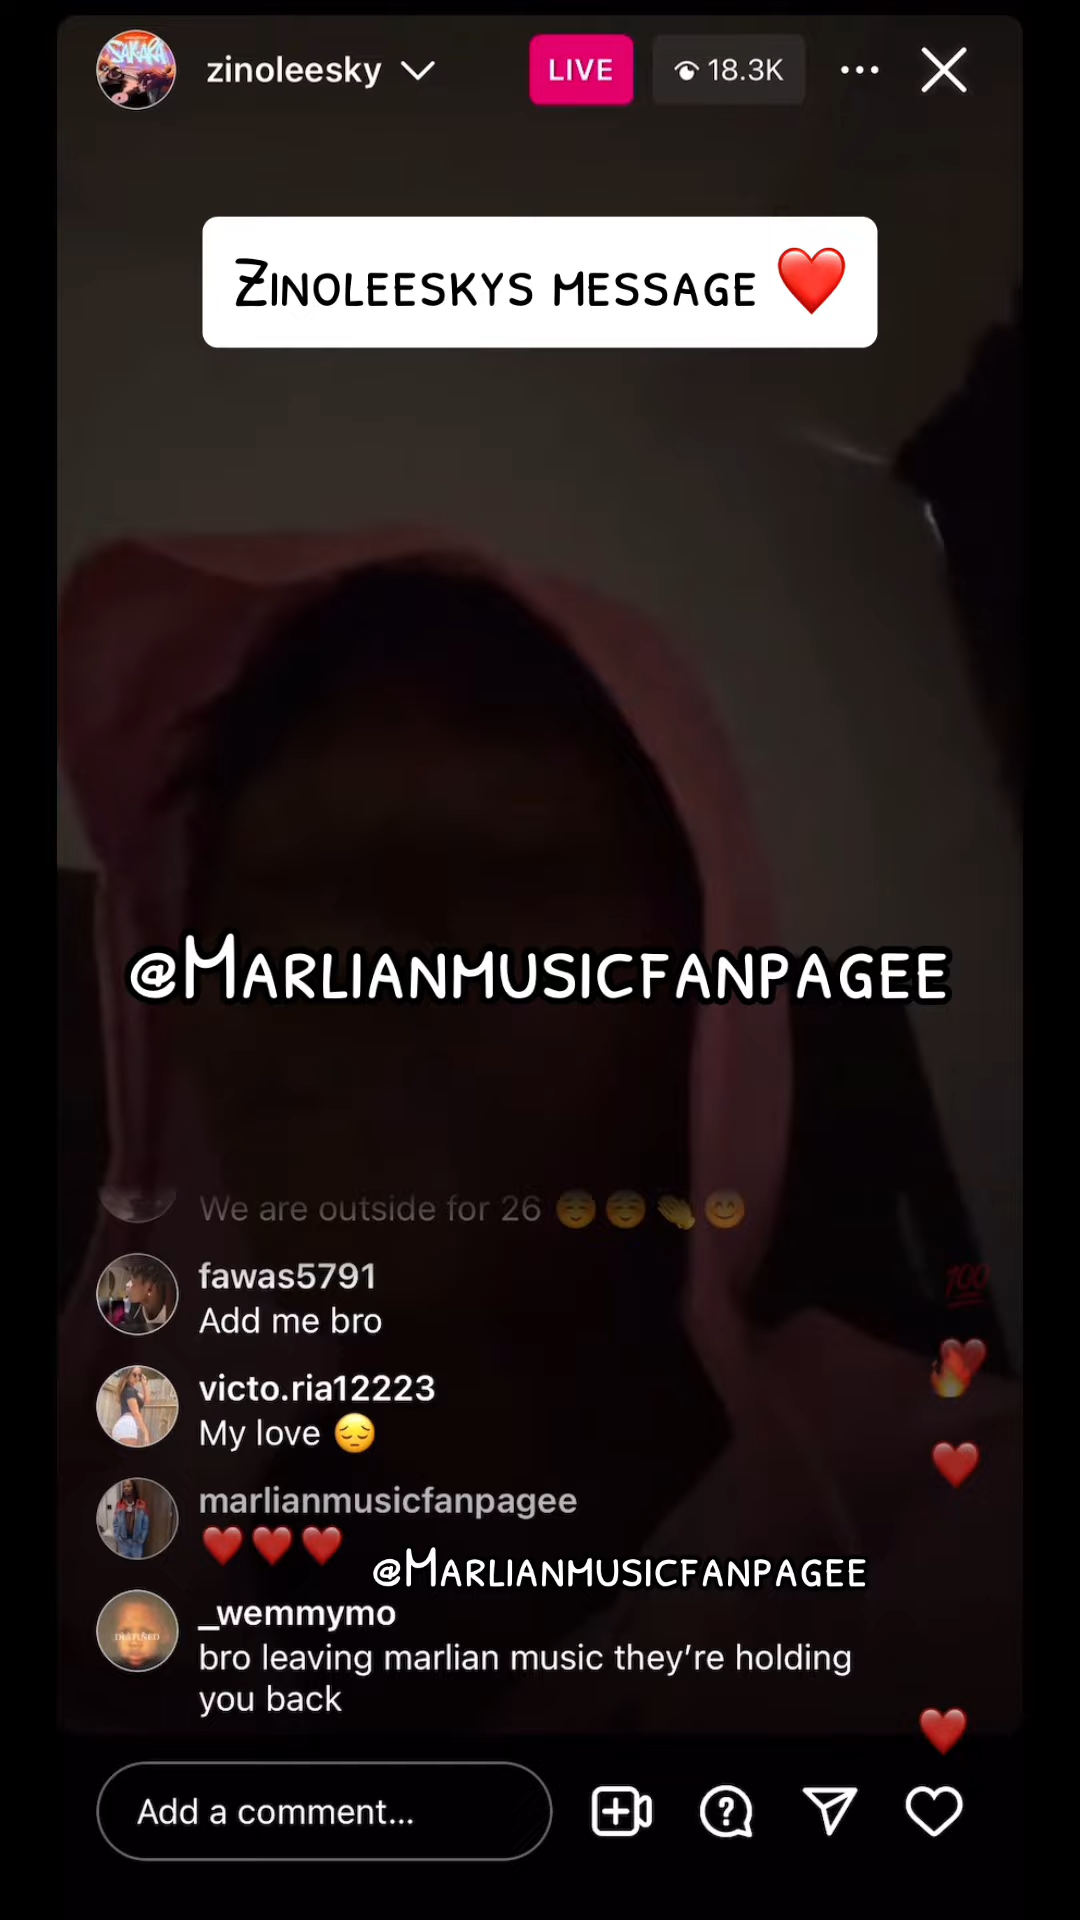 zinoleesky
LIVE
18.3K
Zinoleeskys message ❤️
@Marlianmusicfanpagee
We are outside for 26 ☺️☺️👏😊
fawas5791
Add me bro
victo.ria12223
My love 😔
marlianmusicfanpagee
❤️❤️❤️
@Marlianmusicfanpagee
_wemmymo
bro leaving marlian music they’re holding
you back
Add a comment...